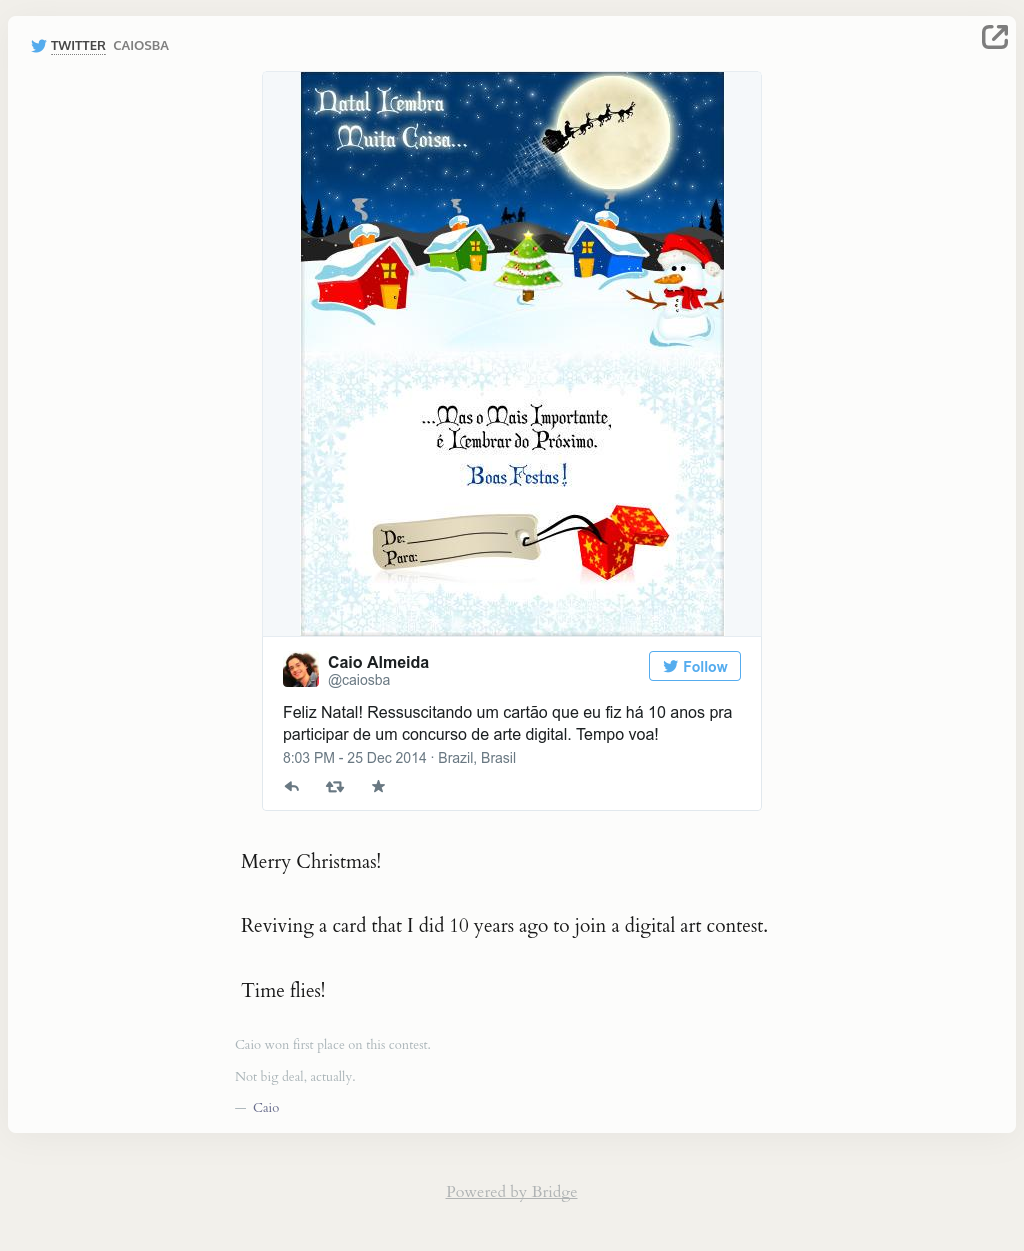 TWITTER CAIOSBA
Natal Lembra
Muita Coisa...
...Mas o Mais Importante,
é Lembrar do Próximo.
Boas Festas!
De:
Para:
Caio Almeida
@caiosba
Follow
Feliz Natal! Ressuscitando um cartão que eu fiz há 10 anos pra
participar de um concurso de arte digital. Tempo voa!
8:03 PM - 25 Dec 2014 · Brazil, Brasil
Merry Christmas!
Reviving a card that I did 10 years ago to join a digital art contest.
Time flies!
Caio won first place on this contest.
Not big deal, actually.
— Caio
Powered by Bridge